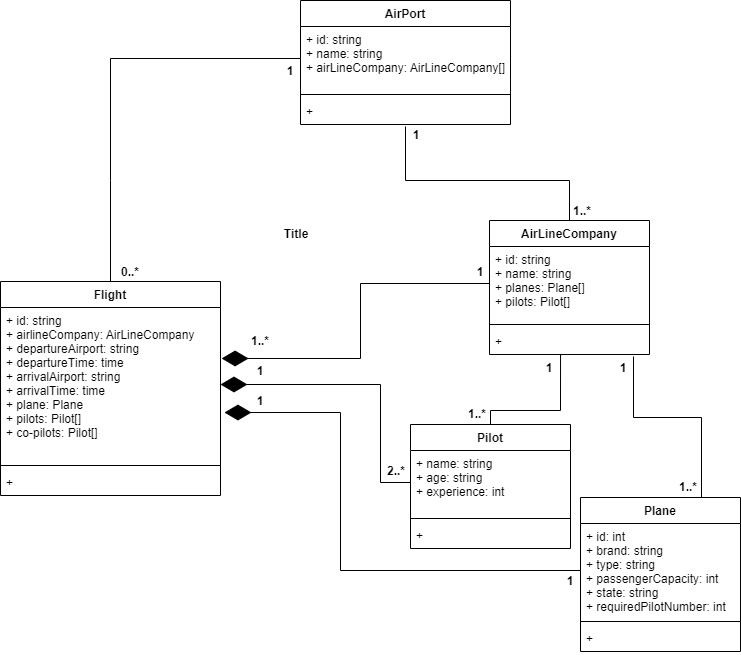 AirPort
+ id: string
+ name: string
+ airLineCompany: AirLineCompany[]
+
1
1
Title
1..*
0..*
AirLineCompany
+ id: string
+ name: string
+ planes: Plane[]
+ pilots: Pilot[]
+
1
Flight
+ id: string
+ airlineCompany: AirLineCompany
+ departureAirport: string
+ departureTime: time
+ arrivalAirport: string
+ arrivalTime: time
+ plane: Plane
+ pilots: Pilot[]
+ co-pilots: Pilot[]
+
1..*
1
1
1
1
1..*
2..*
Pilot
+ name: string
+ age: string
+ experience: int
+
1..*
1
Plane
+ id: int
+ brand: string
+ type: string
+ passengerCapacity: int
+ state: string
+ requiredPilotNumber: int
+